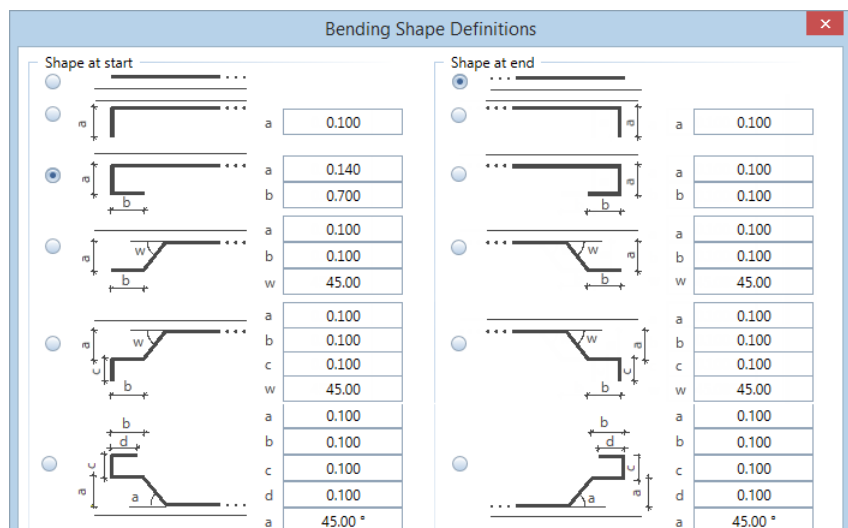 Bending Shape Definitions
×
Shape at start
Shape at end
a
a 0.100
a
a 0.100
a
b
a 0.140
b 0.700
a
b
a 0.100
b 0.100
a
w
b
a 0.100
b 0.100
w 45.00
w
a
b
a 0.100
b 0.100
w 45.00
a
w
c
b
a 0.100
b 0.100
c 0.100
w 45.00
w
a
c
b
a 0.100
b 0.100
c 0.100
w 45.00
b
d
c
a
a
a 0.100
b 0.100
c 0.100
d 0.100
a 45.00 °
b
d
c
a
a
a 0.100
b 0.100
c 0.100
d 0.100
a 45.00 °